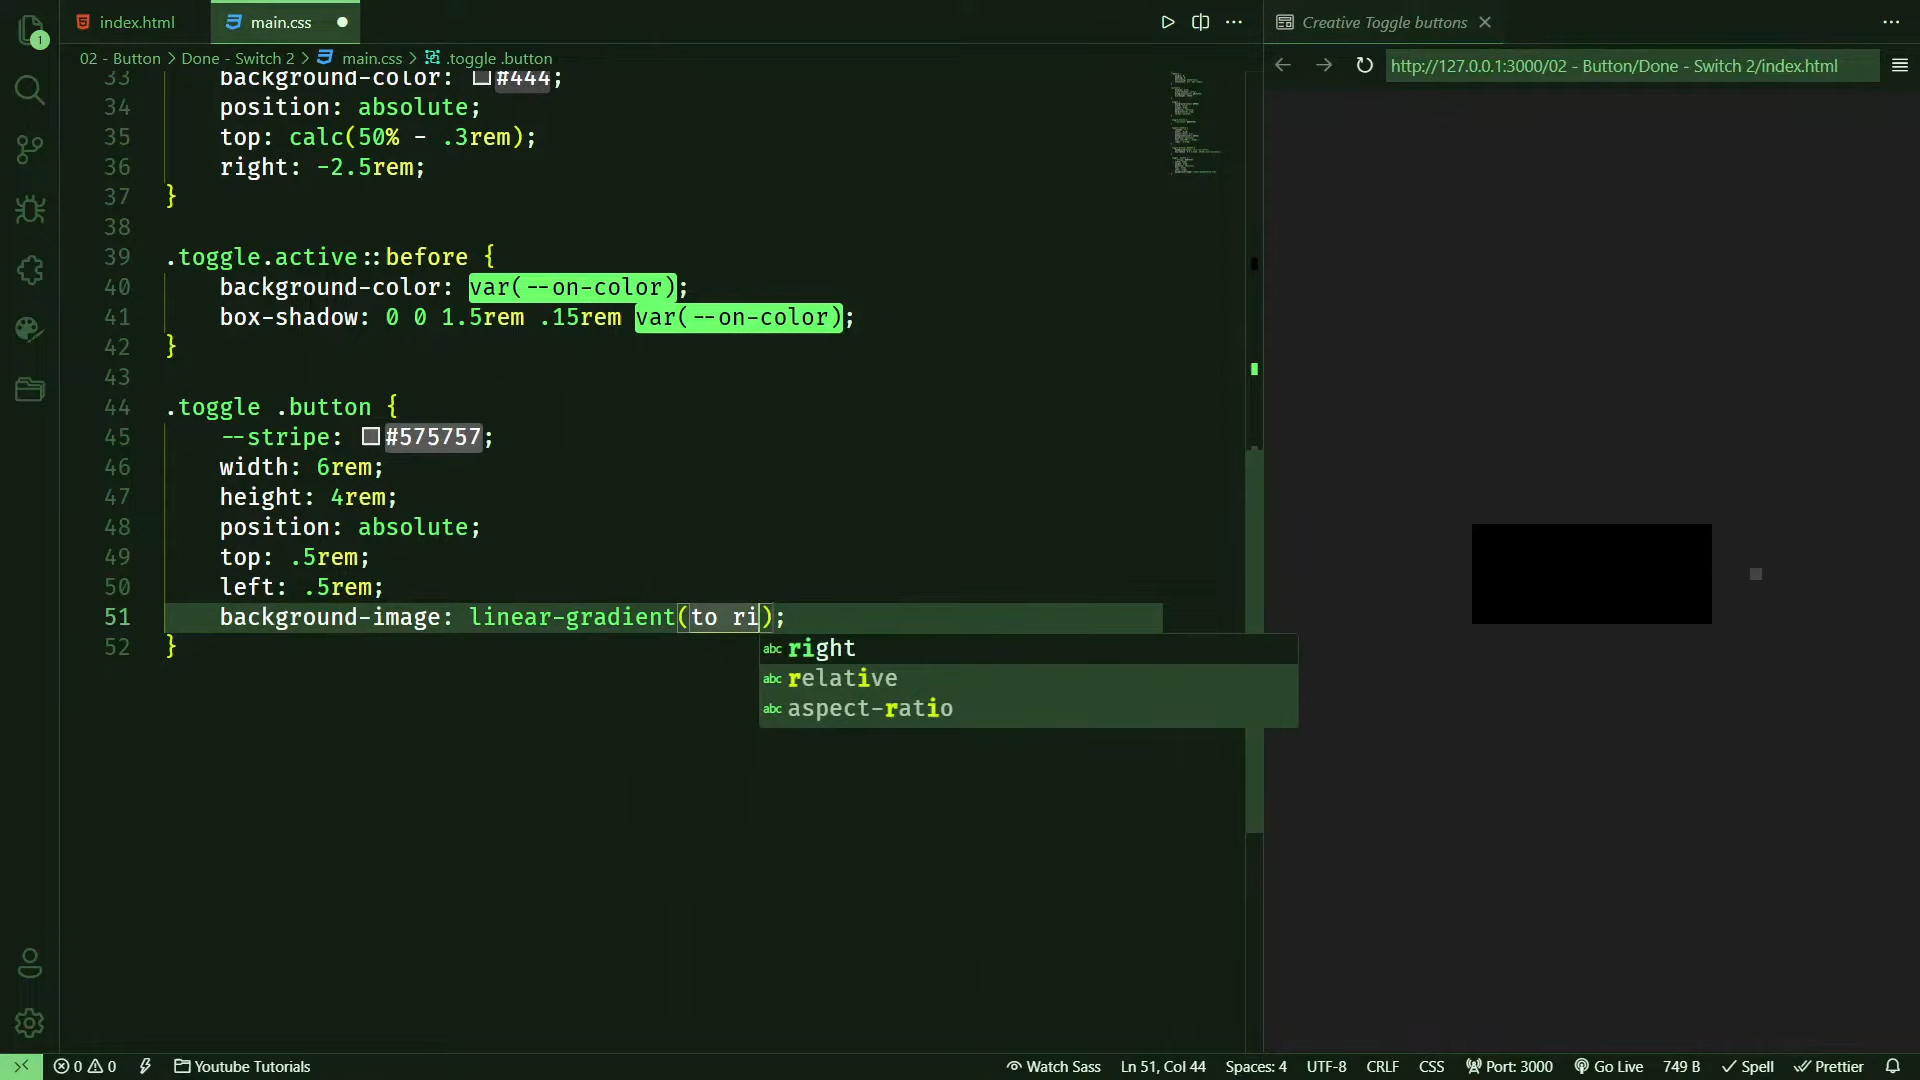 index.html
main.css
Creative Toggle buttons
1
02 - Button > Done - Switch 2 > main.css > .toggle .button
http://127.0.0.1:3000/02 - Button/Done - Switch 2/index.html
33 background-color: #444;
34 position: absolute;
35 top: calc(50% - .3rem);
36 right: -2.5rem;
37 }
38
39 .toggle.active::before {
40 background-color: var(--on-color);
41 box-shadow: 0 0 1.5rem .15rem var(--on-color);
42 }
43
44 .toggle .button {
45 --stripe: #575757;
46 width: 6rem;
47 height: 4rem;
48 position: absolute;
49 top: .5rem;
50 left: .5rem;
51 background-image: linear-gradient(to ri);
52 }
abc right
abc relative
abc aspect-ratio
0 0 Youtube Tutorials Watch Sass Ln 51, Col 44 Spaces: 4 UTF-8 CRLF CSS Port: 3000 Go Live 749 B Spell Prettier